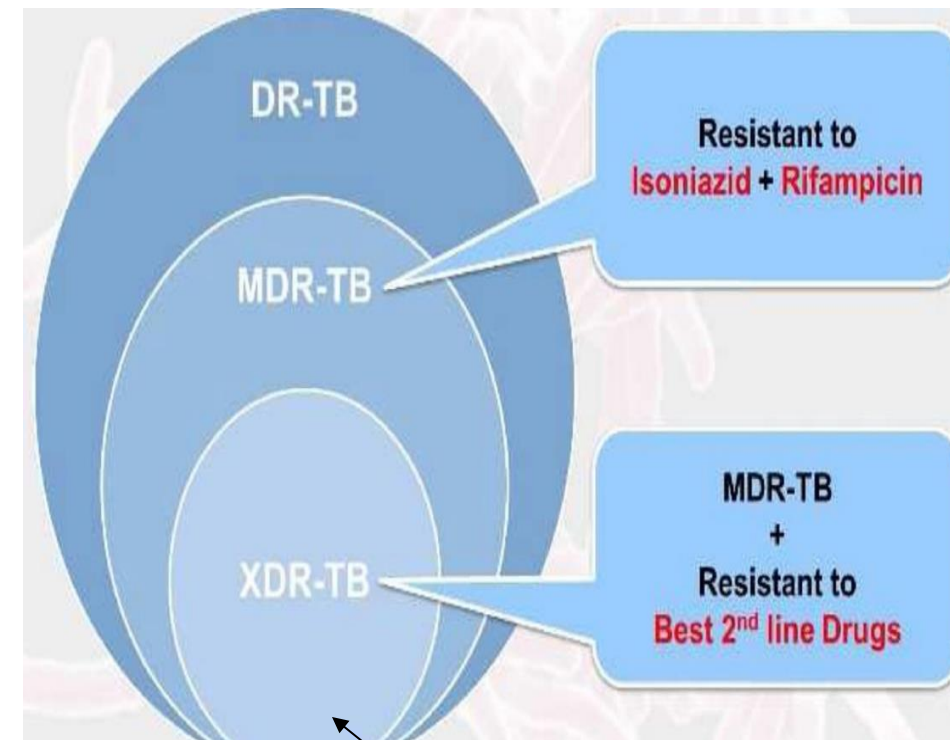 DR-TB
MDR-TB
XDR-TB
Resistant to
Isoniazid + Rifampicin
MDR-TB
+
Resistant to
Best 2nd line Drugs